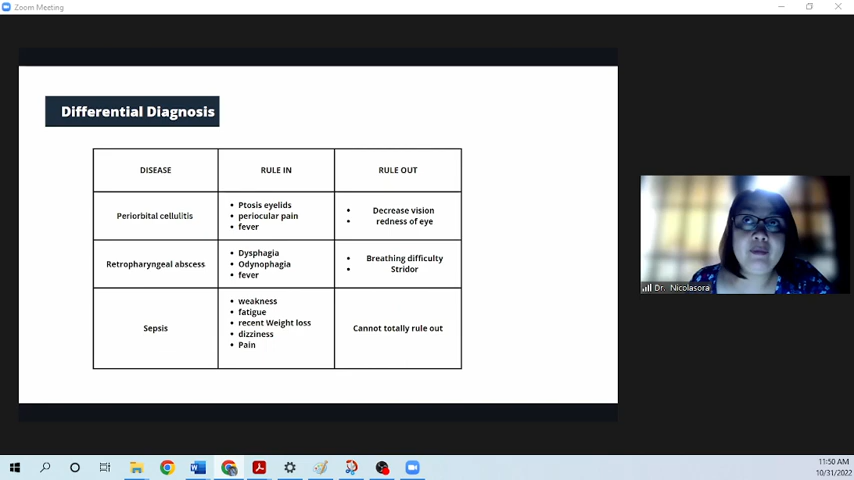 Zoom Meeting
Differential Diagnosis
DISEASE
RULE IN
RULE OUT
Periorbital cellulitis
Ptosis eyelids
periocular pain
fever
Decrease vision
redness of eye
Retropharyngeal abscess
Dysphagia
Odynophagia
fever
Breathing difficulty
Stridor
Sepsis
weakness
fatigue
recent Weight loss
dizziness
Pain
Cannot totally rule out
Dr. Nicolasora
11:50 AM
10/31/2022